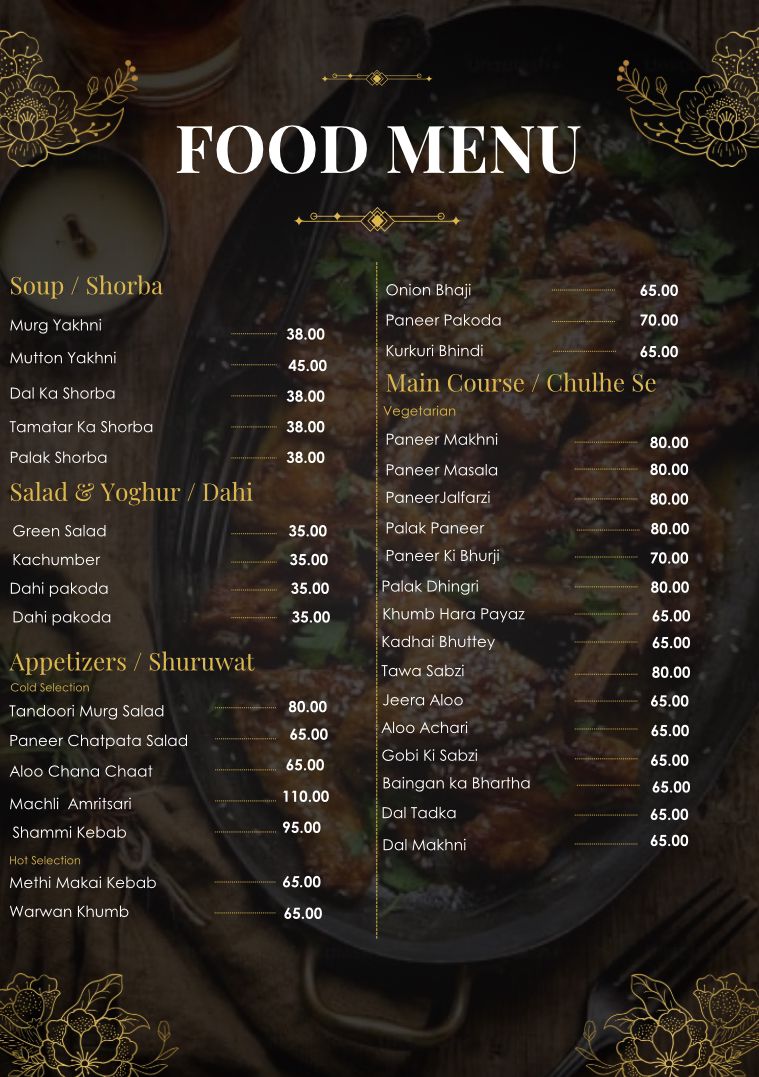 FOOD MENU
Soup / Shorba
Murg Yakhni 38.00
Mutton Yakhni 45.00
Dal Ka Shorba 38.00
Tamatar Ka Shorba 38.00
Palak Shorba 38.00
Salad & Yoghur / Dahi
Green Salad 35.00
Kachumber 35.00
Dahi pakoda 35.00
Dahi pakoda 35.00
Appetizers / Shuruwat
Cold Selection
Tandoori Murg Salad 80.00
Paneer Chatpata Salad 65.00
Aloo Chana Chaat 65.00
Machli Amritsari 110.00
Shammi Kebab 95.00
Hot Selection
Methi Makai Kebab 65.00
Warwan Khumb 65.00
Onion Bhaji 65.00
Paneer Pakoda 70.00
Kurkuri Bhindi 65.00
Main Course / Chulhe Se
Vegetarian
Paneer Makhni 80.00
Paneer Masala 80.00
PaneerJalfarzi 80.00
Palak Paneer 80.00
Paneer Ki Bhurji 70.00
Palak Dhingri 80.00
Khumb Hara Payaz 65.00
Kadhai Bhuttey 65.00
Tawa Sabzi 80.00
Jeera Aloo 65.00
Aloo Achari 65.00
Gobi Ki Sabzi 65.00
Baingan ka Bhartha 65.00
Dal Tadka 65.00
Dal Makhni 65.00